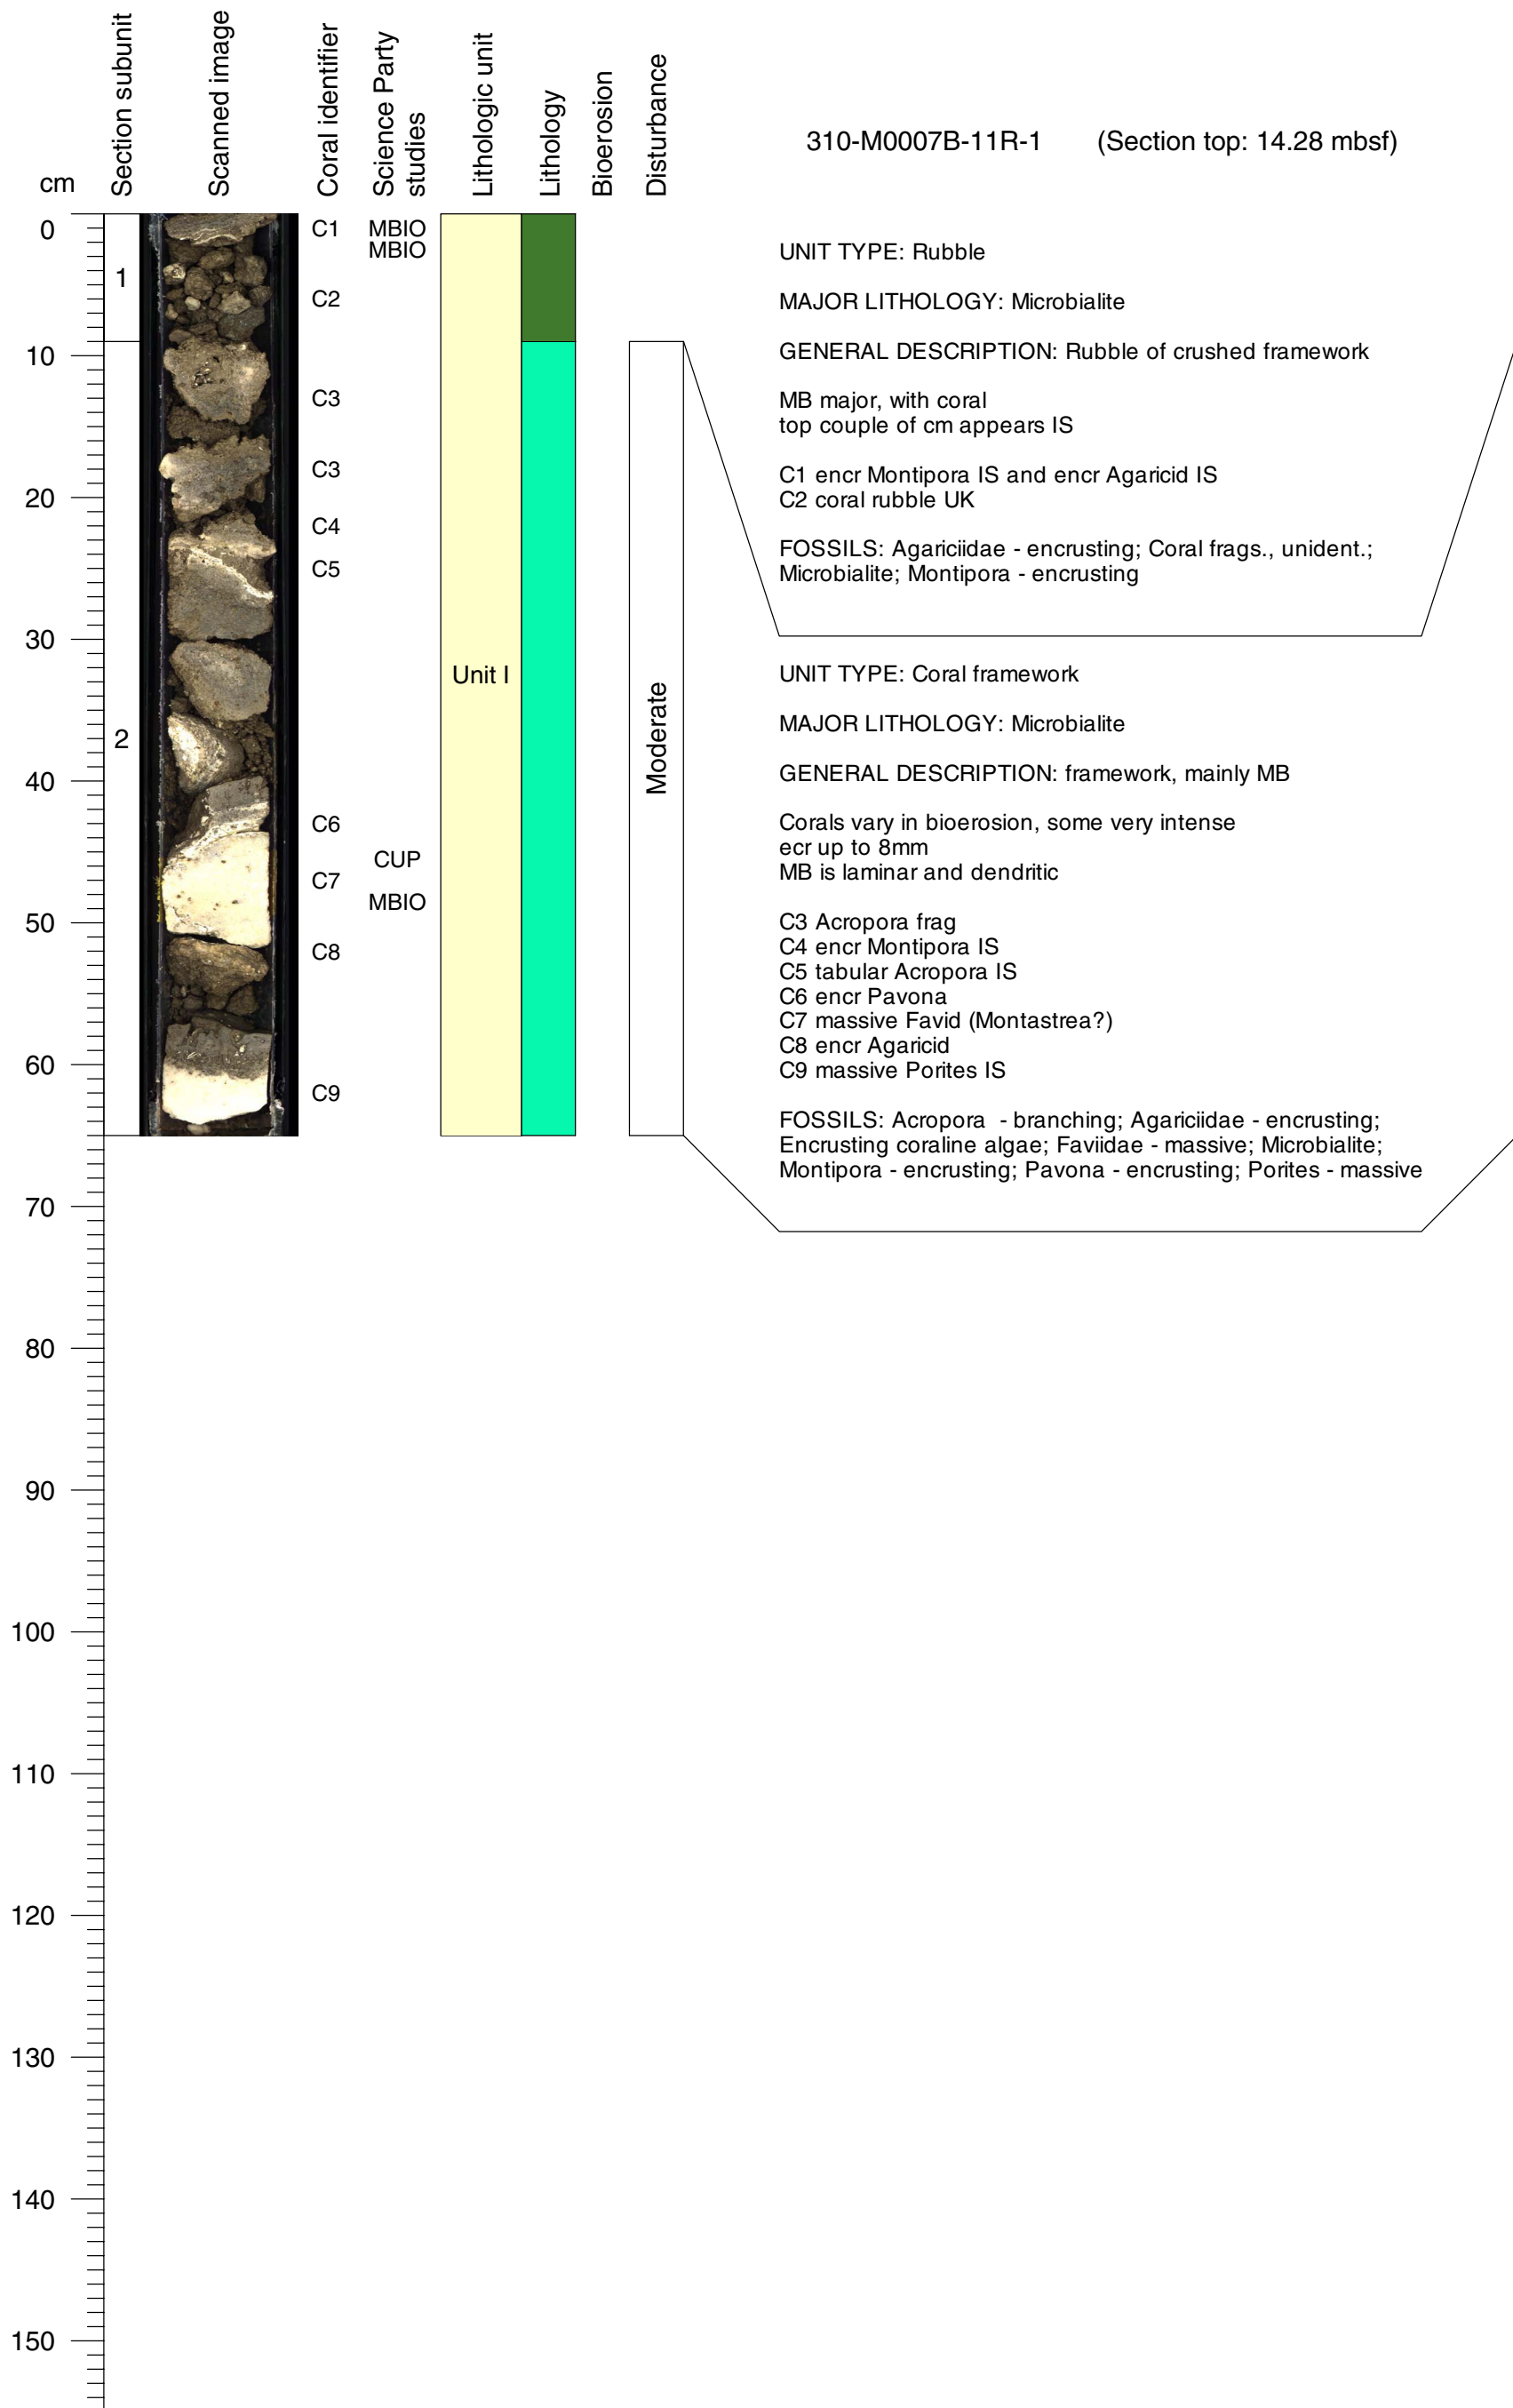 cm
Section subunit
Scanned image
Coral identifier
Science Party
studies
Lithologic unit
Lithology
Bioerosion
Disturbance
310-M0007B-11R-1 (Section top: 14.28 mbsf)
0
10
20
30
40
50
60
70
80
90
100
110
120
130
140
150
1
2
C1
C2
C3
C3
C4
C5
C6
C7
C8
C9
MBIO
MBIO
CUP
MBIO
Unit I
Moderate
UNIT TYPE: Rubble
MAJOR LITHOLOGY: Microbialite
GENERAL DESCRIPTION: Rubble of crushed framework
MB major, with coral
top couple of cm appears IS
C1 encr Montipora IS and encr Agaricid IS
C2 coral rubble UK
FOSSILS: Agariciidae - encrusting; Coral frags., unident.;
Microbialite; Montipora - encrusting
UNIT TYPE: Coral framework
MAJOR LITHOLOGY: Microbialite
GENERAL DESCRIPTION: framework, mainly MB
Corals vary in bioerosion, some very intense
ecr up to 8mm
MB is laminar and dendritic
C3 Acropora frag
C4 encr Montipora IS
C5 tabular Acropora IS
C6 encr Pavona
C7 massive Favid (Montastrea?)
C8 encr Agaricid
C9 massive Porites IS
FOSSILS: Acropora - branching; Agariciidae - encrusting;
Encrusting coraline algae; Faviidae - massive; Microbialite;
Montipora - encrusting; Pavona - encrusting; Porites - massive